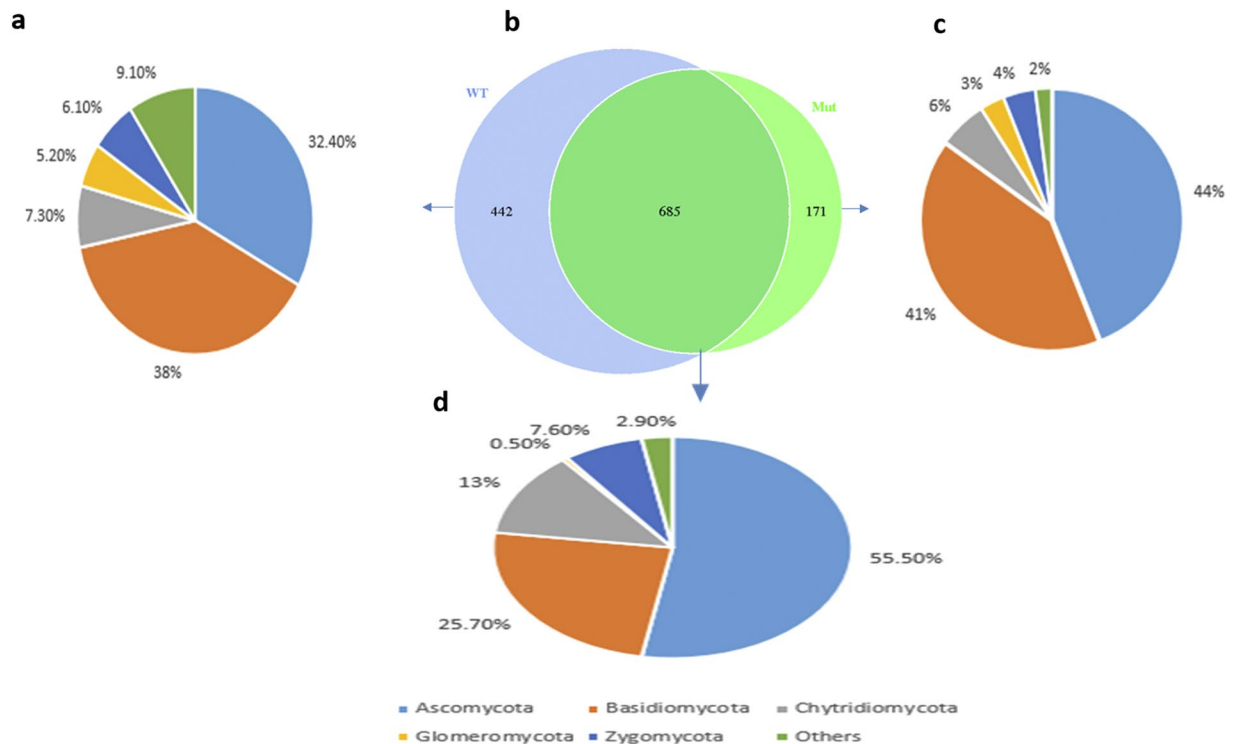 a
9.10%
6.10%
5.20%
7.30%
32.40%
38%
b
WT
Mut
442
685
171
c
2%
4%
3%
6%
44%
41%
d
2.90%
7.60%
0.50%
13%
55.50%
25.70%
Ascomycota Basidiomycota Chytridiomycota
Glomeromycota Zygomycota Others